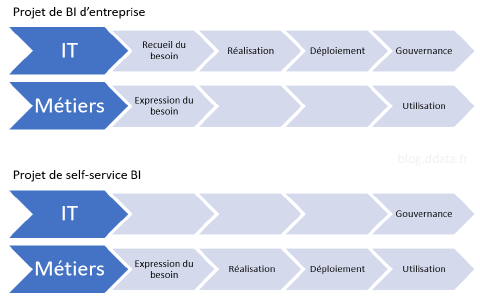 Projet de BI d'entreprise
IT
Recueil du
besoin
Réalisation
Déploiement
Gouvernance
Métiers
Expression du
besoin
Utilisation
blog.ddata.fr
Projet de self-service BI
IT
Gouvernance
Métiers
Expression du
besoin
Réalisation
Déploiement
Utilisation